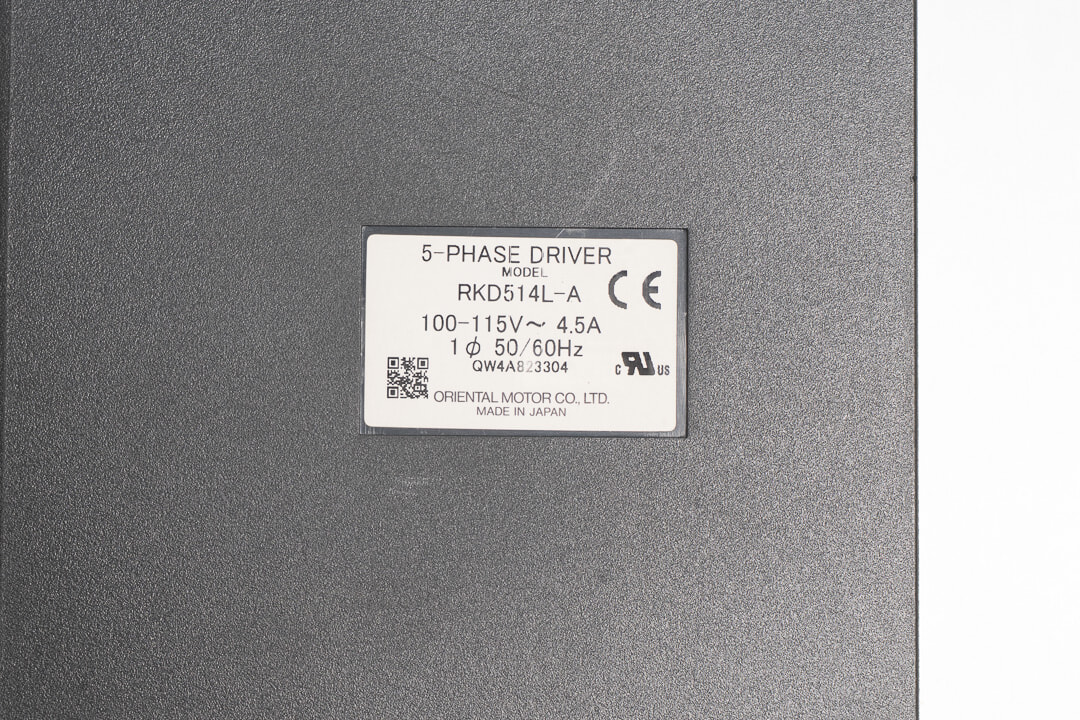 5-PHASE DRIVER
MODEL
RKD514L-A
CE
100-115V~ 4.5A
1φ 50/60Hz
QW4A823304
c RU US
ORIENTAL MOTOR CO., LTD.
MADE IN JAPAN